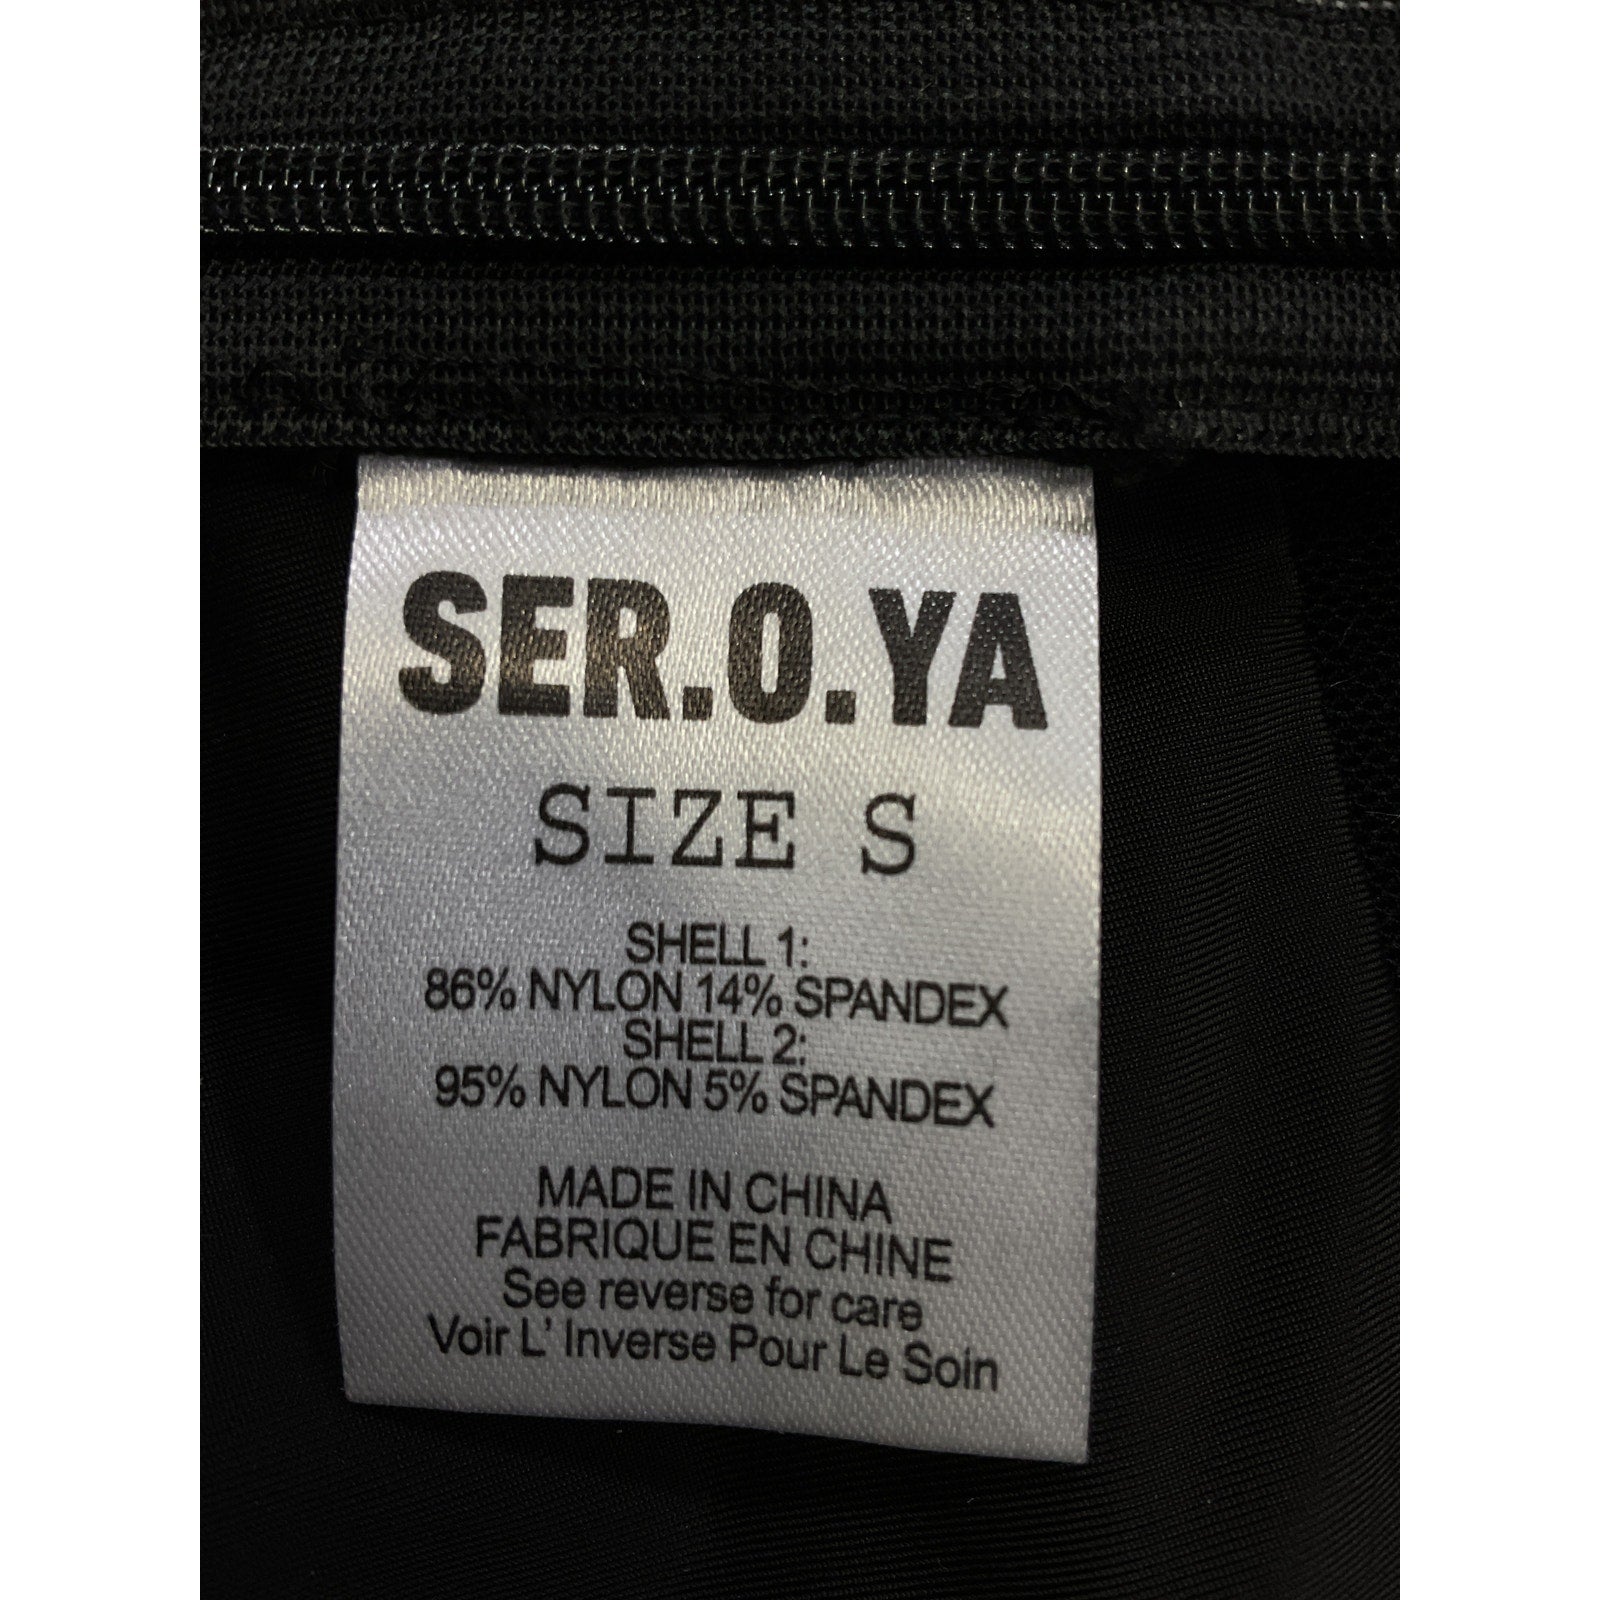 SER.O.YA
SIZE S
SHELL 1:
86% NYLON 14% SPANDEX
SHELL 2:
95% NYLON 5% SPANDEX
MADE IN CHINA
FABRIQUE EN CHINE
See reverse for care
Voir L' Inverse Pour Le Soin